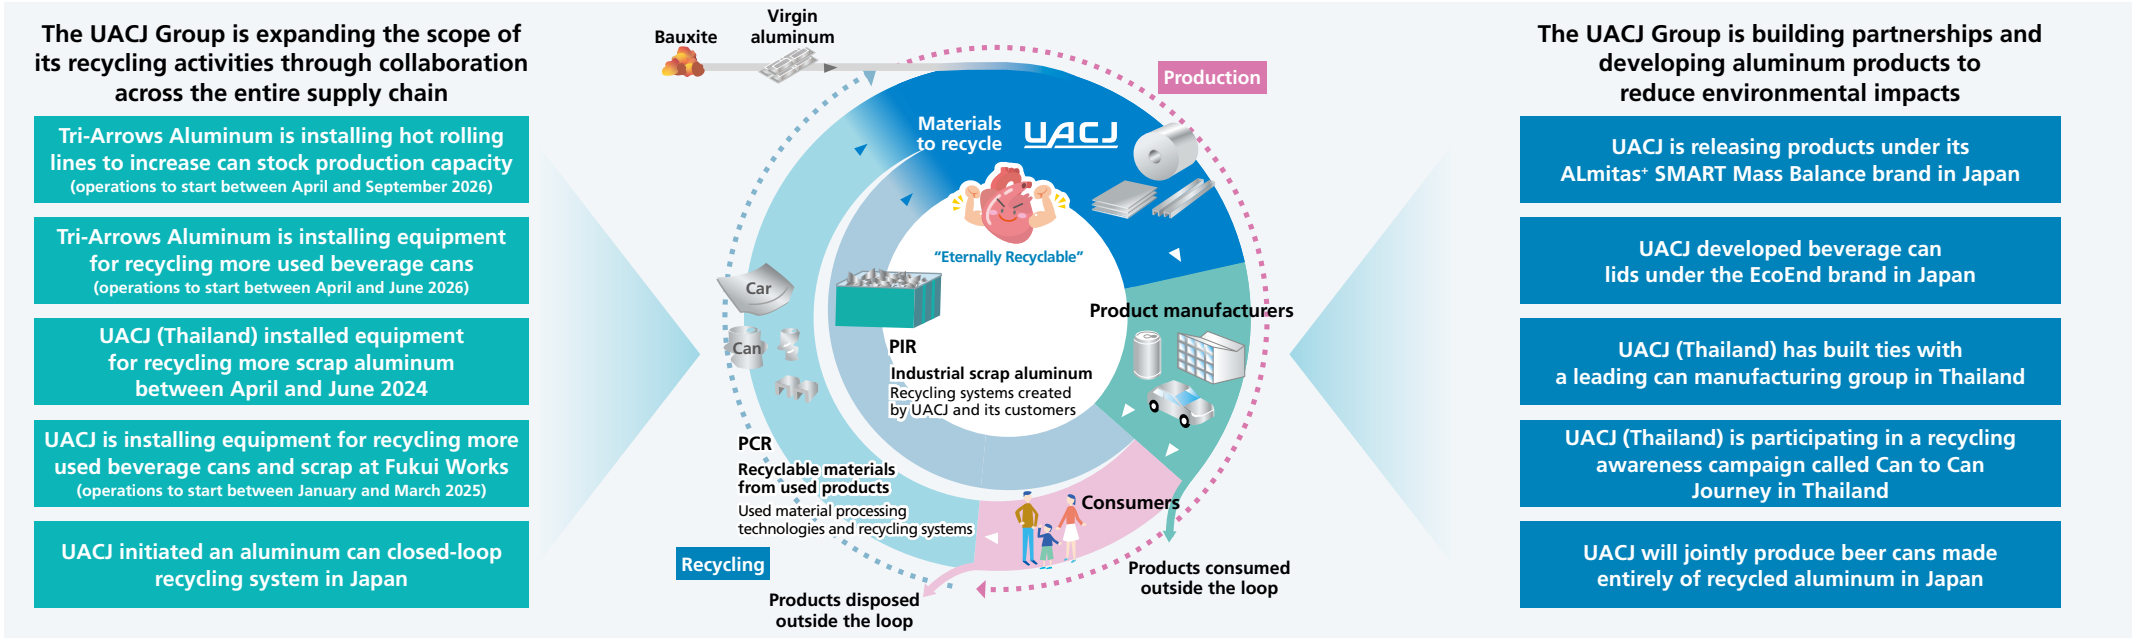 The UACJ Group is expanding the scope of
its recycling activities through collaboration
across the entire supply chain
Tri-Arrows Aluminum is installing hot rolling
lines to increase can stock production capacity
(operations to start between April and September 2026)
Tri-Arrows Aluminum is installing equipment
for recycling more used beverage cans
(operations to start between April and June 2026)
UACJ (Thailand) installed equipment
for recycling more scrap aluminum
between April and June 2024
UACJ is installing equipment for recycling more
used beverage cans and scrap at Fukui Works
(operations to start between January and March 2025)
UACJ initiated an aluminum can closed-loop
recycling system in Japan
Bauxite
Virgin
aluminum
Production
Materials
to recycle
UACJ
“Eternally Recyclable”
Car
Can
Product manufacturers
PIR
Industrial scrap aluminum
Recycling systems created
by UACJ and its customers
PCR
Recyclable materials
from used products
Used material processing
technologies and recycling systems
Consumers
Recycling
Products disposed
outside the loop
Products consumed
outside the loop
The UACJ Group is building partnerships and
developing aluminum products to
reduce environmental impacts
UACJ is releasing products under its
ALmitas⁺ SMART Mass Balance brand in Japan
UACJ developed beverage can
lids under the EcoEnd brand in Japan
UACJ (Thailand) has built ties with
a leading can manufacturing group in Thailand
UACJ (Thailand) is participating in a recycling
awareness campaign called Can to Can
Journey in Thailand
UACJ will jointly produce beer cans made
entirely of recycled aluminum in Japan